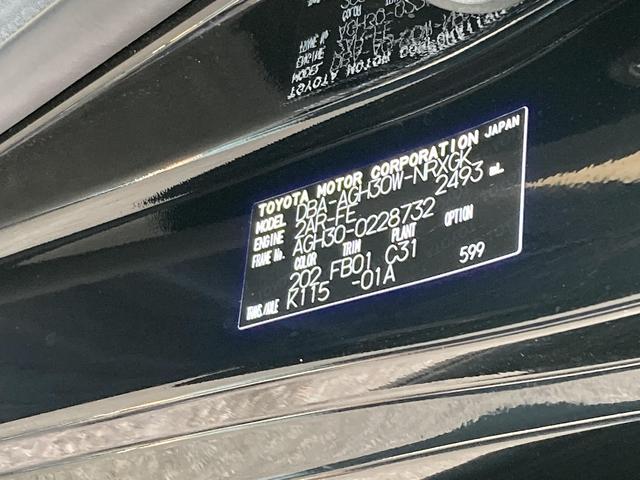 TOYOTA MOTOR CORPORATION JAPAN
MODEL DBA-AGH30W-NRXGK
ENGINE 2AR-FE 2493 mL
FRAME No. AGH30-0228732
COLOR TRIM PLANT OPTION
202 FB01 C31 599
TRANS./AXLE K115 -01A